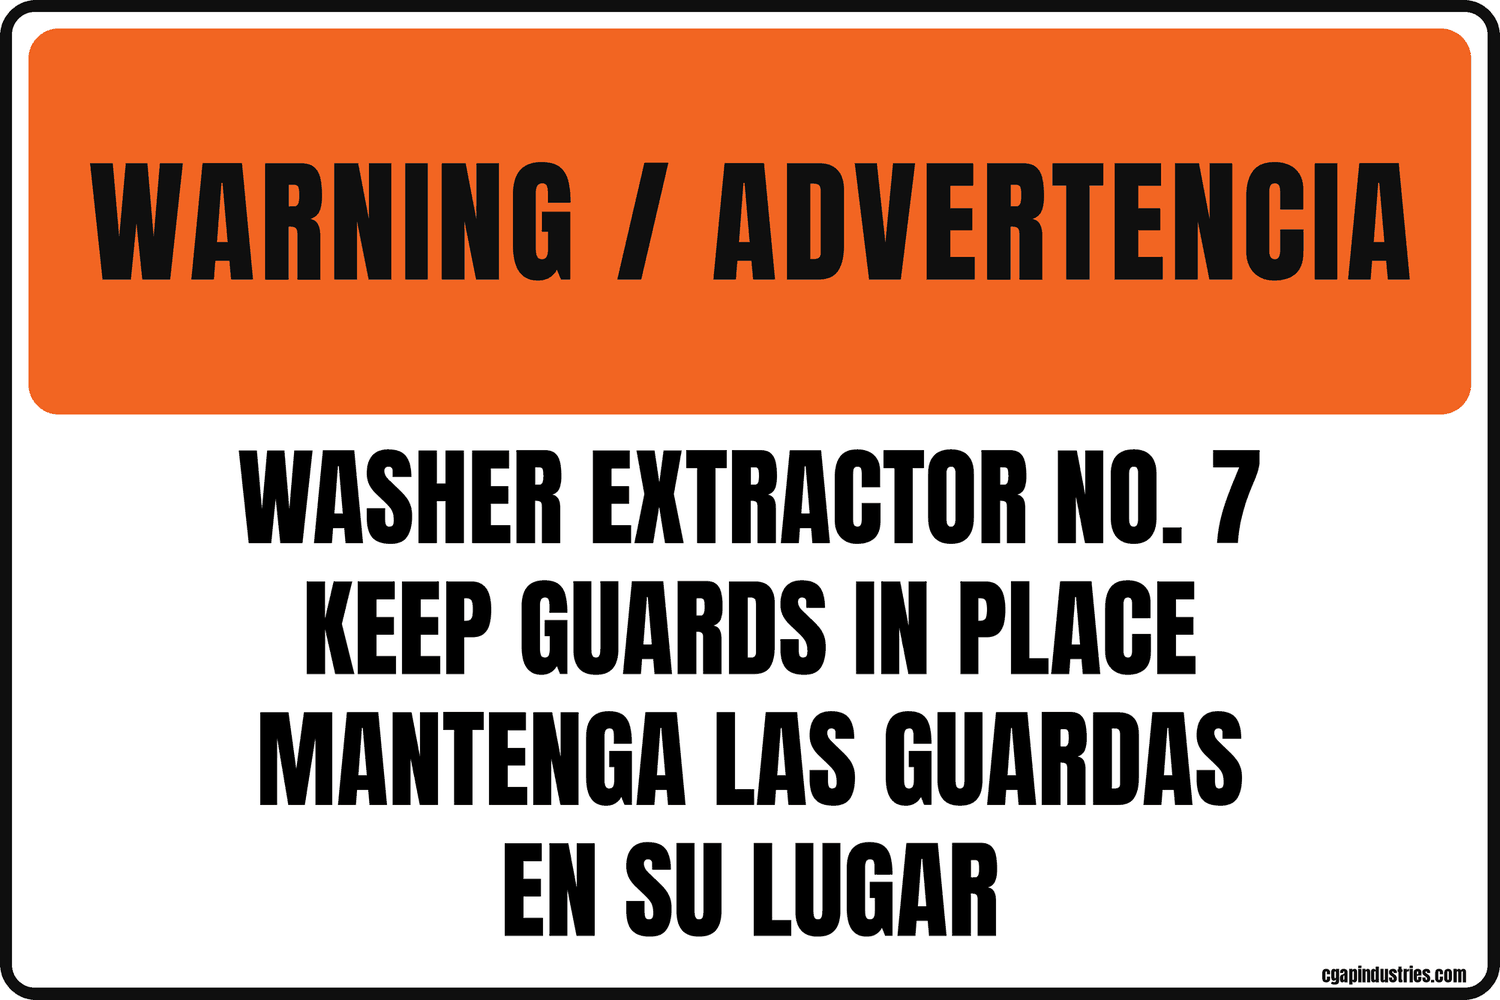 WARNING / ADVERTENCIA
WASHER EXTRACTOR NO. 7
KEEP GUARDS IN PLACE
MANTENGA LAS GUARDAS
EN SU LUGAR
cgapindustries.com